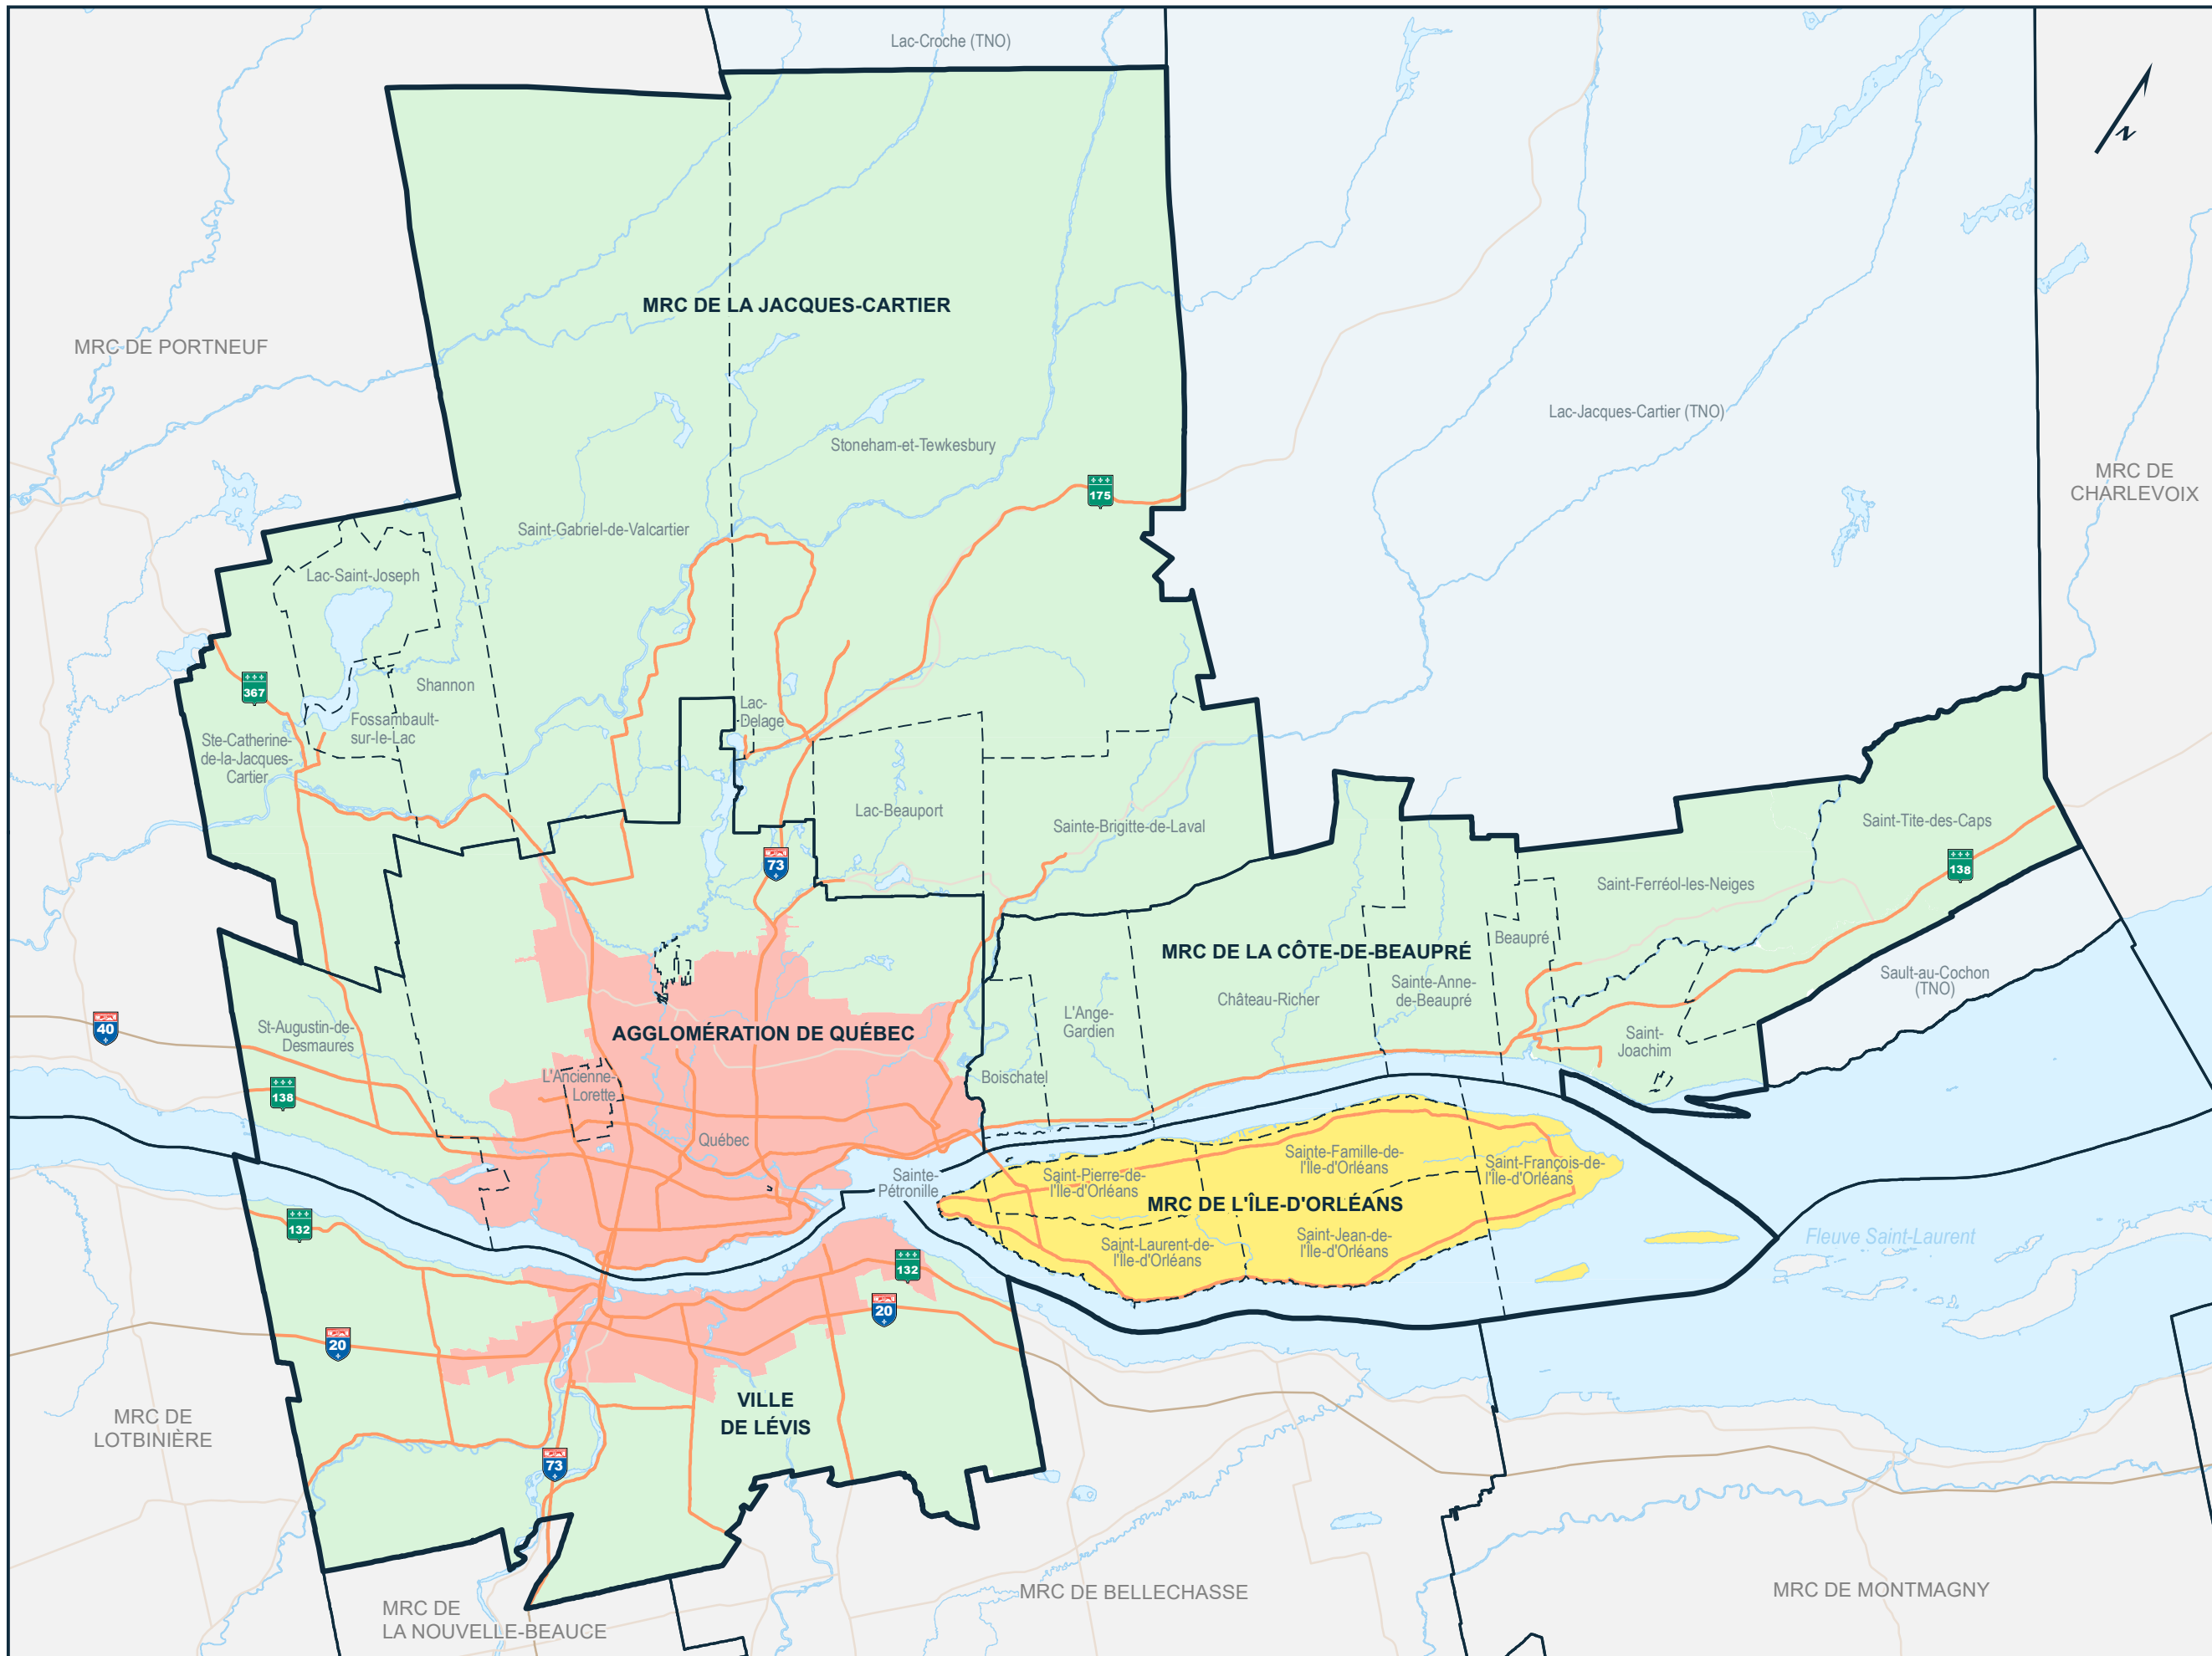 Lac-Croche (TNO)
N
MRC DE LA JACQUES-CARTIER
MRC DE PORTNEUF
Lac-Jacques-Cartier (TNO)
Stoneham-et-Tewkesbury
MRC DE
CHARLEVOIX
175
Saint-Gabriel-de-Valcartier
Lac-Saint-Joseph
Shannon
367
Lac-
Delage
Fossambault-
sur-le-Lac
Ste-Catherine-
de-la-Jacques-
Cartier
Lac-Beauport
Sainte-Brigitte-de-Laval
Saint-Tite-des-Caps
73
138
Saint-Ferréol-les-Neiges
Beaupré
MRC DE LA CÔTE-DE-BEAUPRÉ
Sault-au-Cochon
(TNO)
Sainte-Anne-
de-Beaupré
Château-Richer
L'Ange-
Gardien
40
St-Augustin-de-
Desmaures
AGGLOMÉRATION DE QUÉBEC
Saint-
Joachim
Boischatel
L'Ancienne-
Lorette
138
Québec
Sainte-Famille-de-
l'Île-d'Orléans
Saint-François-de-
l'Île-d'Orléans
Sainte-
Pétronille
Saint-Pierre-de-
l'Île-d'Orléans
MRC DE L'ÎLE-D'ORLÉANS
132
Fleuve Saint-Laurent
Saint-Jean-de-
l'Île-d'Orléans
Saint-Laurent-de-
l'Île-d'Orléans
132
20
20
VILLE
DE LÉVIS
MRC DE
LOTBINIÈRE
73
MRC DE BELLECHASSE
MRC DE MONTMAGNY
MRC DE
LA NOUVELLE-BEAUCE